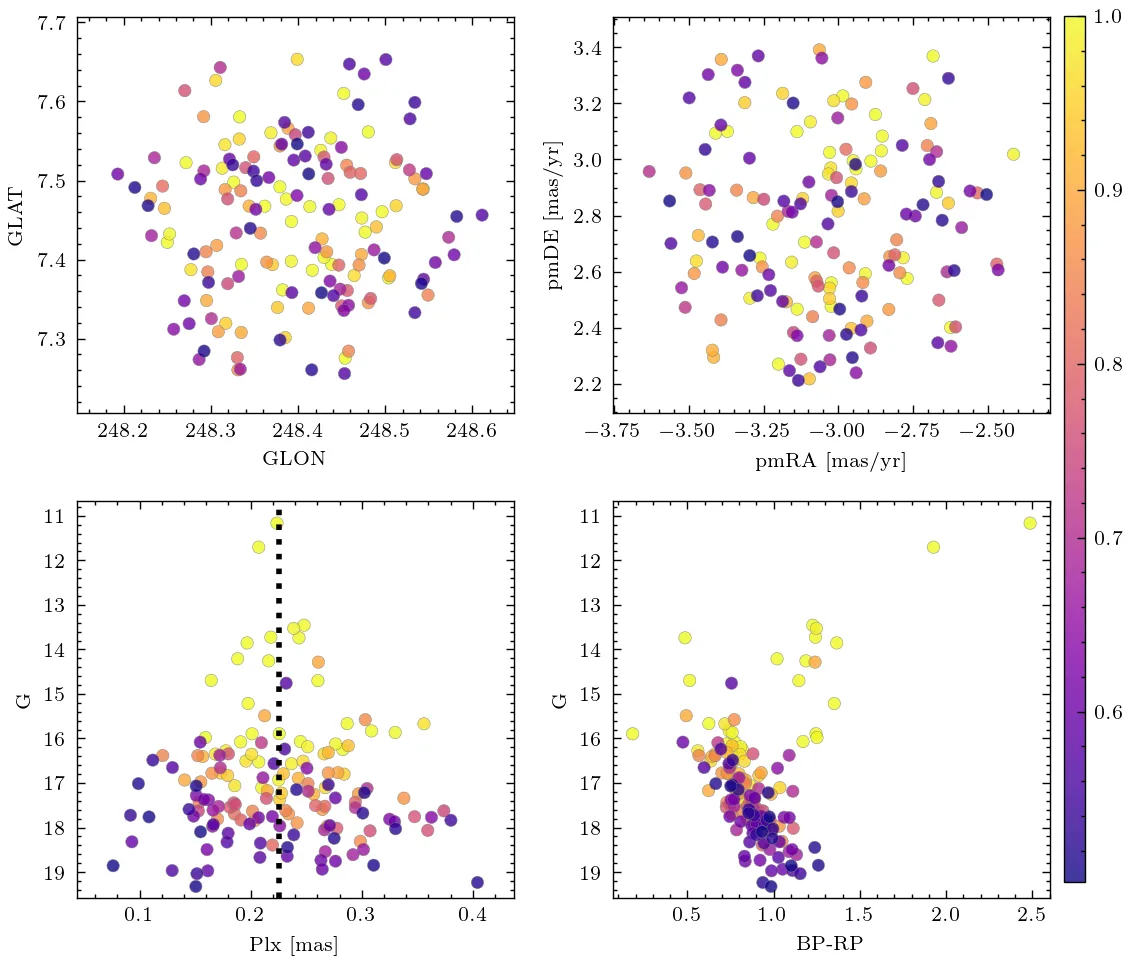 7.7
7.6
7.5
7.4
7.3
GLAT
248.2 248.3 248.4 248.5 248.6
GLON
3.4
3.2
3.0
2.8
2.6
2.4
2.2
pmDE [mas/yr]
−3.75 −3.50 −3.25 −3.00 −2.75 −2.50
pmRA [mas/yr]
1.0
0.9
0.8
0.7
0.6
11
12
13
14
15
16
17
18
19
G
0.1 0.2 0.3 0.4
Plx [mas]
11
12
13
14
15
16
17
18
19
G
0.5 1.0 1.5 2.0 2.5
BP-RP